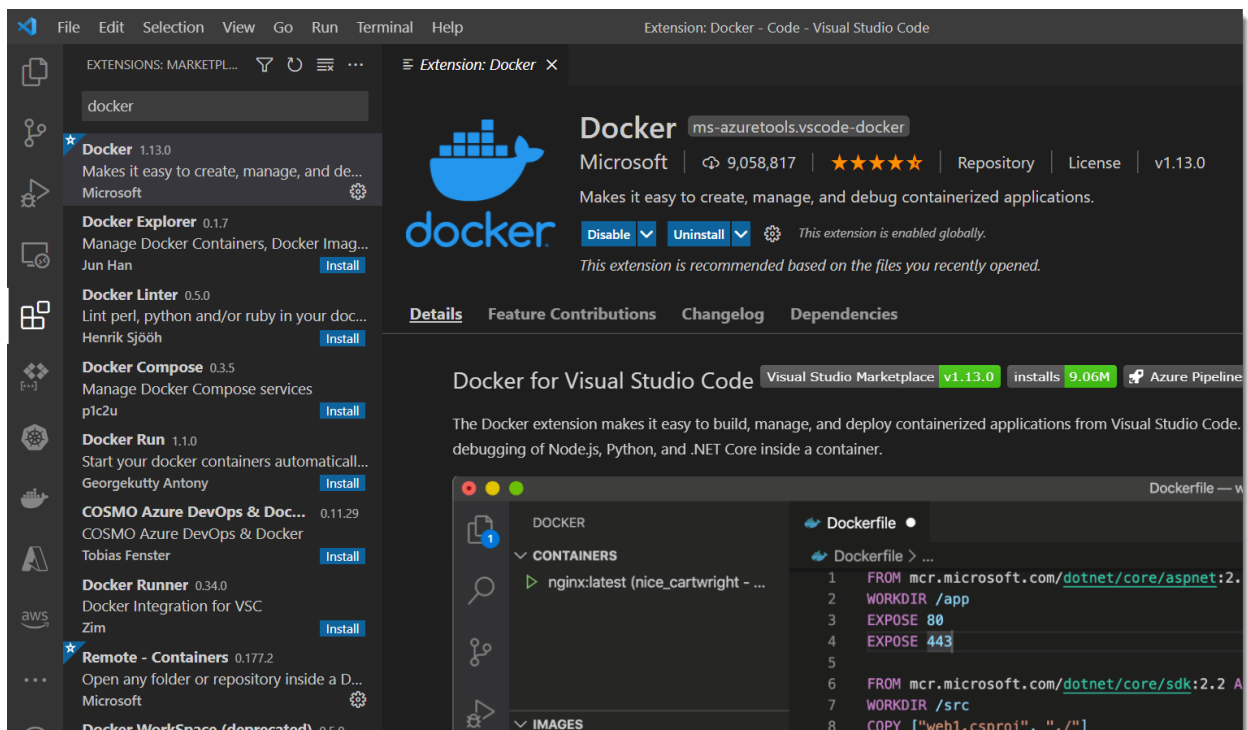 File Edit Selection View Go Run Terminal Help
Extension: Docker - Code - Visual Studio Code
EXTENSIONS: MARKETPL...
docker
Docker 1.13.0
Makes it easy to create, manage, and de...
Microsoft
Docker Explorer 0.1.7
Manage Docker Containers, Docker Imag...
Jun Han Install
Docker Linter 0.5.0
Lint perl, python and/or ruby in your doc...
Henrik Sjööh Install
Docker Compose 0.3.5
Manage Docker Compose services
p1c2u Install
Docker Run 1.1.0
Start your docker containers automaticall...
Georgekutty Antony Install
COSMO Azure DevOps & Doc... 0.11.29
COSMO Azure DevOps & Docker
Tobias Fenster Install
Docker Runner 0.34.0
Docker Integration for VSC
Zim Install
Remote - Containers 0.177.2
Open any folder or repository inside a D...
Microsoft
Docker WorkSpace (deprecated)
aws
Extension: Docker
docker
Docker ms-azuretools.vscode-docker
Microsoft 9,058,817 Repository License v1.13.0
Makes it easy to create, manage, and debug containerized applications.
Disable Uninstall This extension is enabled globally.
This extension is recommended based on the files you recently opened.
Details Feature Contributions Changelog Dependencies
Docker for Visual Studio Code Visual Studio Marketplace v1.13.0 installs 9.06M Azure Pipeline
The Docker extension makes it easy to build, manage, and deploy containerized applications from Visual Studio Code.
debugging of Node.js, Python, and .NET Core inside a container.
Dockerfile — w
1
DOCKER
CONTAINERS
nginx:latest (nice_cartwright - ...
IMAGES
Dockerfile
Dockerfile > ...
1 FROM mcr.microsoft.com/dotnet/core/aspnet:2.
2 WORKDIR /app
3 EXPOSE 80
4 EXPOSE 443
5
6 FROM mcr.microsoft.com/dotnet/core/sdk:2.2 A
7 WORKDIR /src
8 COPY ["web1.csproj", "./"]